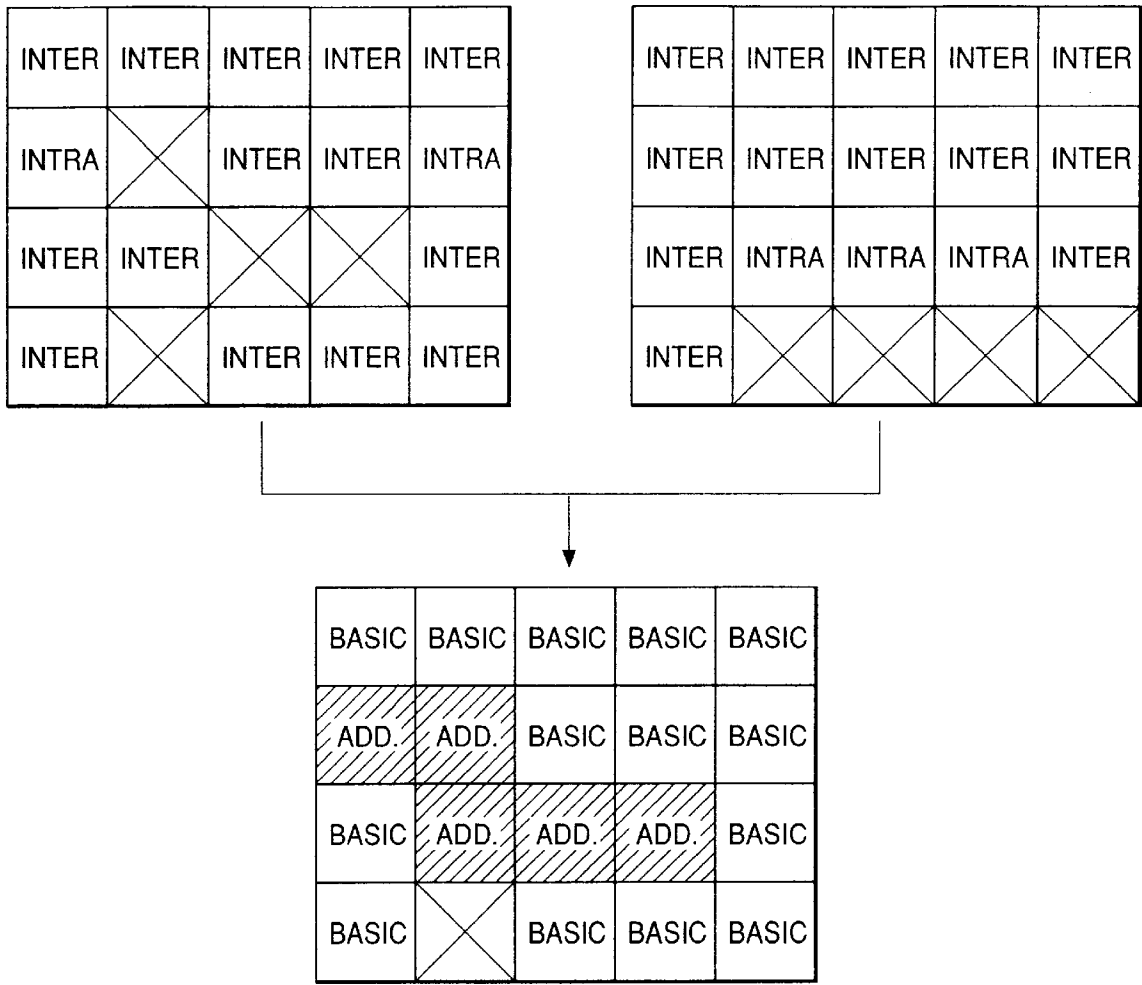 INTER INTER INTER INTER INTER
INTRA INTER INTER INTRA
INTER INTER INTER
INTER INTER INTER INTER
INTER INTER INTER INTER INTER
INTER INTER INTER INTER INTER
INTER INTRA INTRA INTRA INTER
INTER
BASIC BASIC BASIC BASIC BASIC
ADD. ADD. BASIC BASIC BASIC
BASIC ADD. ADD. ADD. BASIC
BASIC BASIC BASIC BASIC